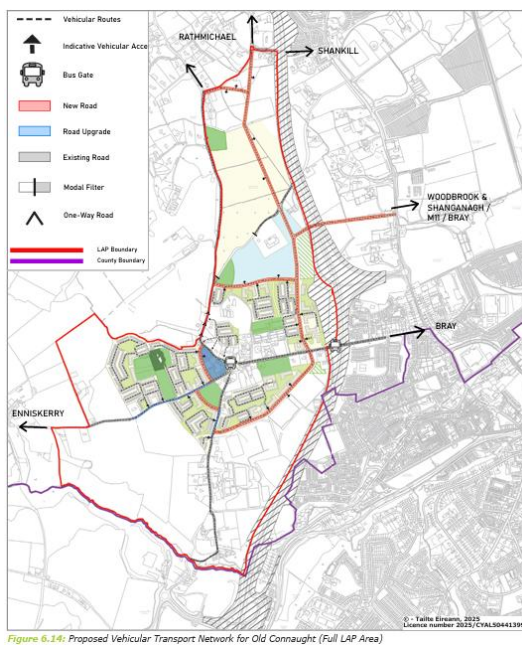 Vehicular Routes
Indicative Vehicular Acce
Bus Gate
New Road
Road Upgrade
Existing Road
Modal Filter
One-Way Road
LAP Boundary
County Boundary
RATHMICHAEL
SHANKILL
WOODBROOK &
SHANGANAGH /
M11 / BRAY
BRAY
ENNISKERRY
© - Tailte Éireann, 2025
Licence number 2025/CYAL50441399
Figure 6.14: Proposed Vehicular Transport Network for Old Connaught (Full LAP Area)